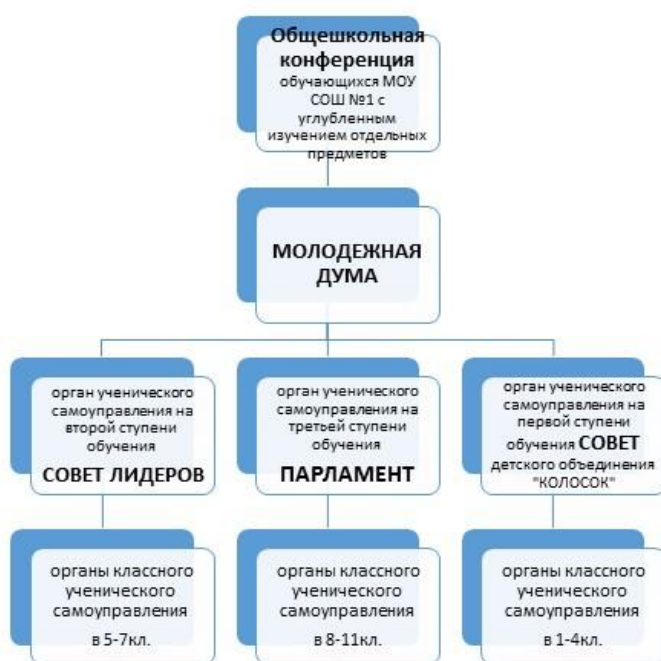 Общешкольная
конференция
обучающихся МОУ
СОШ №1 с
углубленным
изучением отдельных
предметов
МОЛОДЕЖНАЯ
ДУМА
орган ученического
самоуправления на
второй ступени
обучения
СОВЕТ ЛИДЕРОВ
орган ученического
самоуправления на
третьей ступени
обучения
ПАРЛАМЕНТ
орган ученического
самоуправления на
первой ступени
обучения СОВЕТ
детского объединения
"КОЛОСОК"
органы классного
ученического
самоуправления
в 5-7кл.
органы классного
ученического
самоуправления
в 8-11кл.
органы классного
ученического
самоуправления
в 1-4кл.